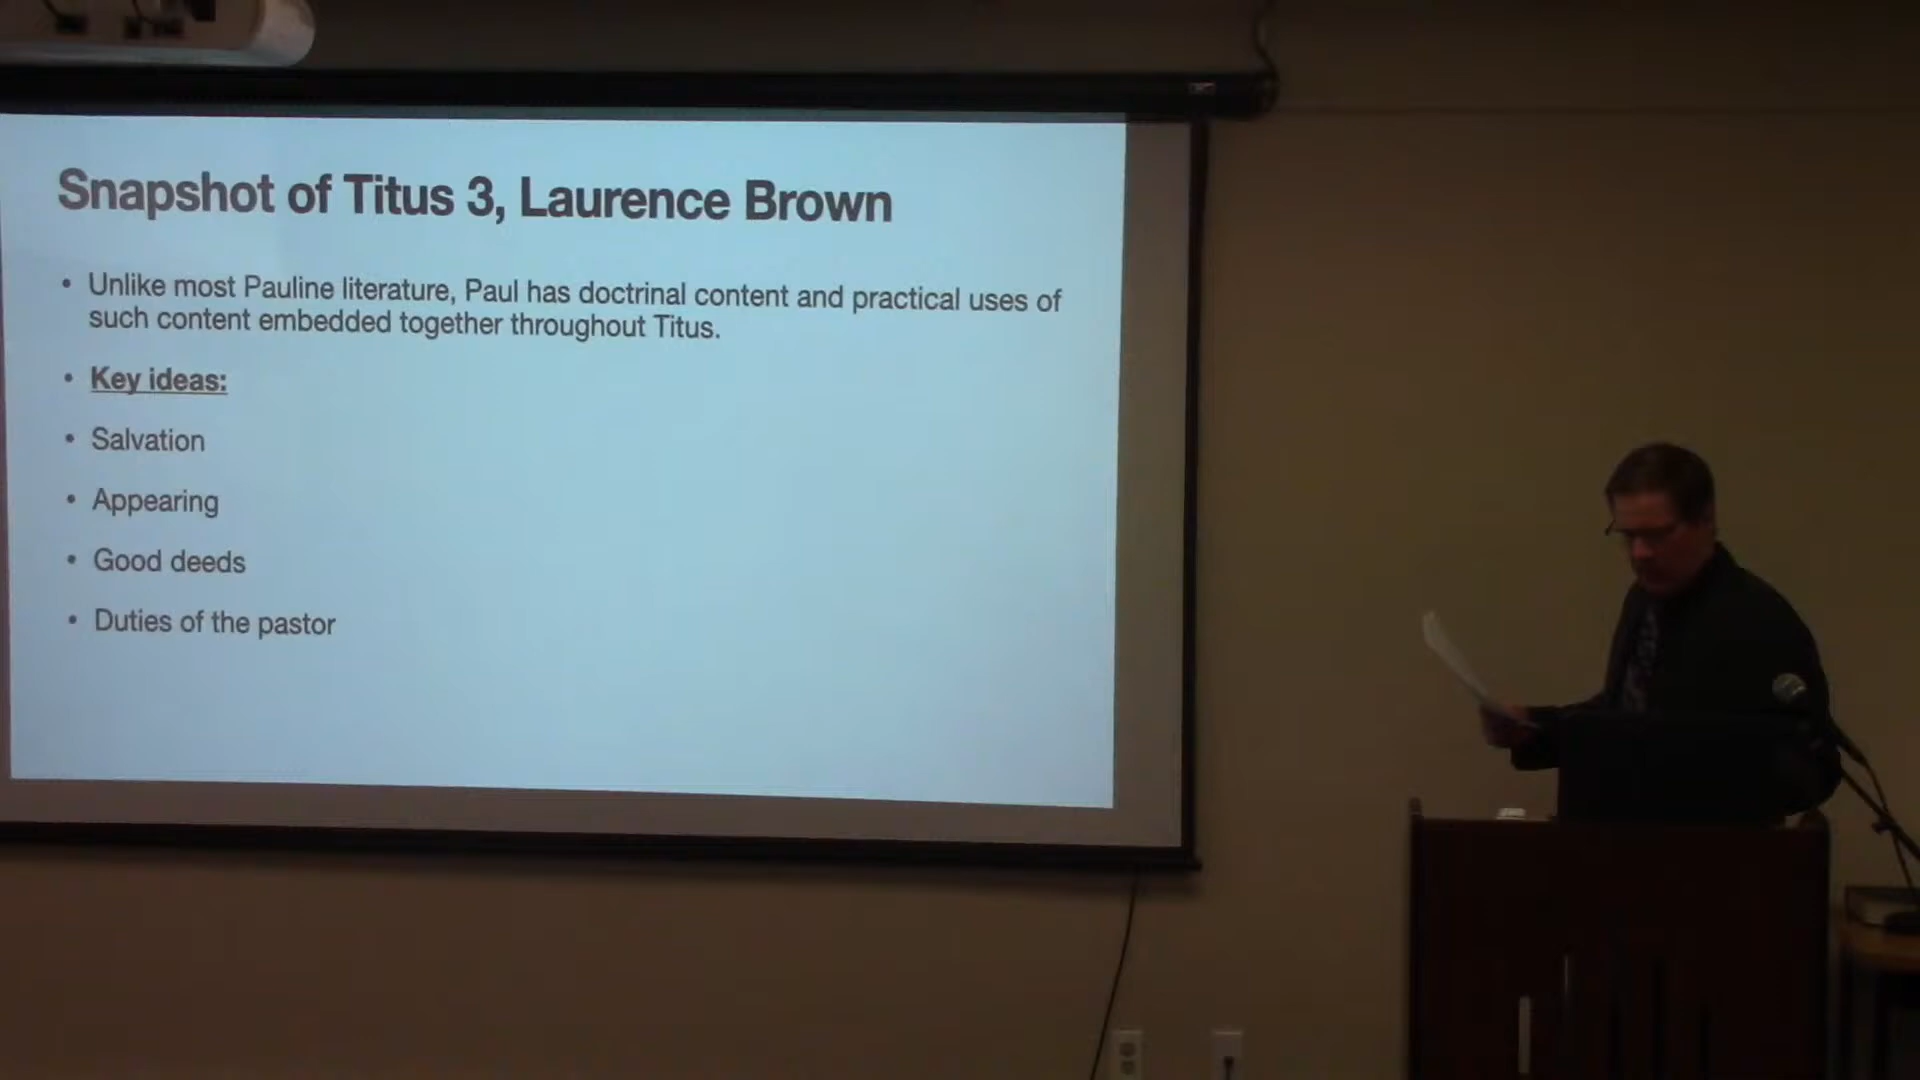 Snapshot of Titus 3, Laurence Brown
• Unlike most Pauline literature, Paul has doctrinal content and practical uses of
such content embedded together throughout Titus.
• Key ideas:
• Salvation
• Appearing
• Good deeds
• Duties of the pastor